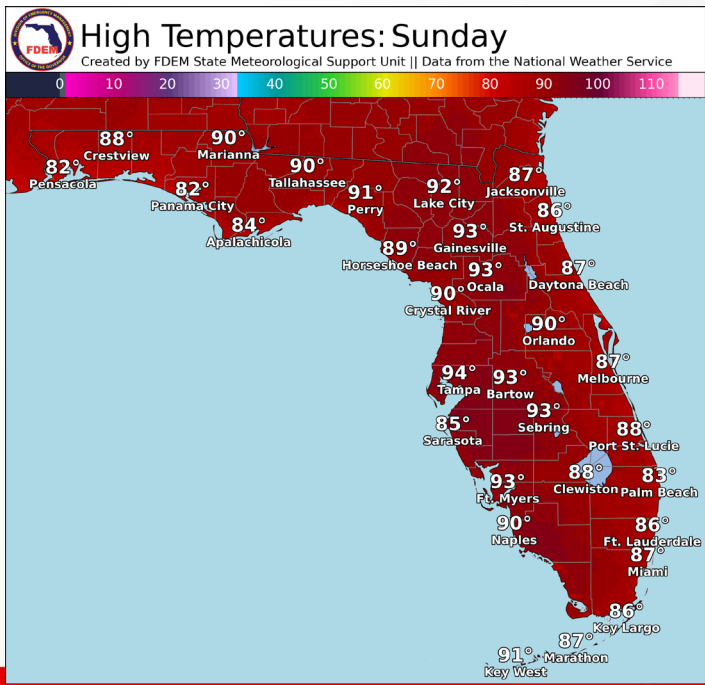 FDEM
High Temperatures: Sunday
Created by FDEM State Meteorological Support Unit || Data from the National Weather Service
0 10 20 30 40 50 60 70 80 90 100 110
88°
Crestview
90°
Marianna
82°
Pensacola
90°
Tallahassee
82°
Panama City
91°
Perry
92°
Lake City
87°
Jacksonville
84°
Apalachicola
86°
St. Augustine
93°
Gainesville
89°
Horseshoe Beach
93°
Ocala
87°
Daytona Beach
90°
Crystal River
90°
Orlando
87°
Melbourne
94°
Tampa
93°
Bartow
93°
Sebring
85°
Sarasota
88°
Port St. Lucie
88°
Clewiston
83°
Palm Beach
93°
Ft. Myers
90°
Naples
86°
Ft. Lauderdale
87°
Miami
86°
Key Largo
87°
Marathon
91°
Key West